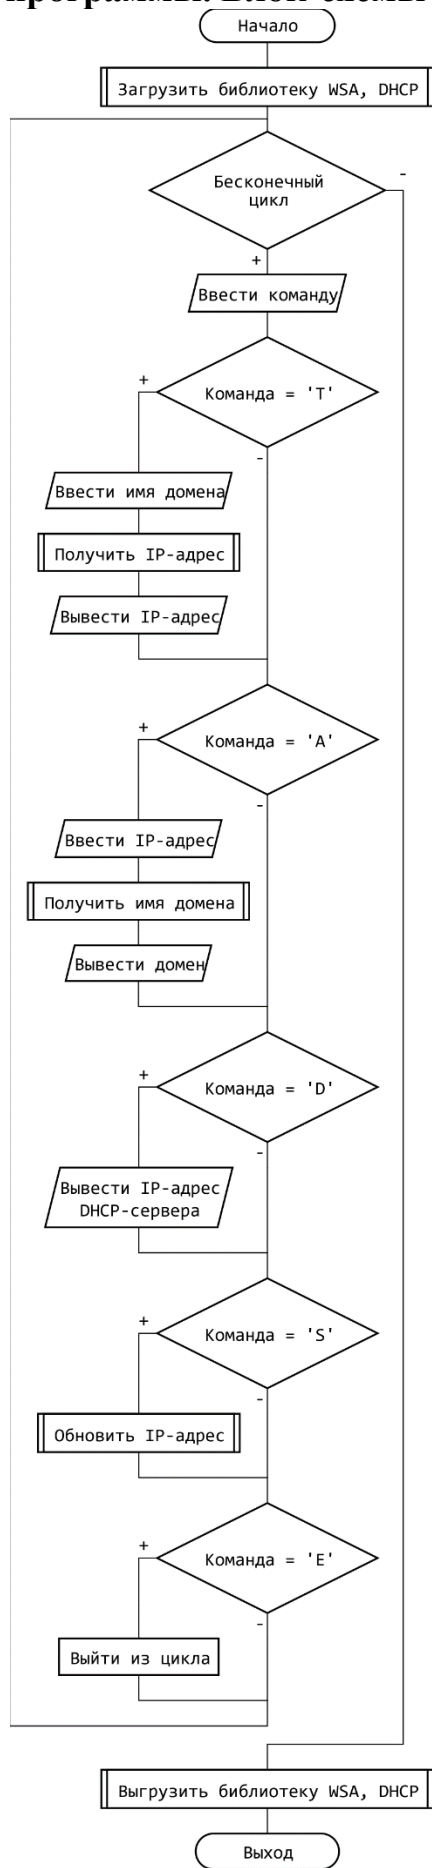 программы. Блок-схемы
Начало
Загрузить библиотеку WSA, DHCP
-
Бесконечный
цикл
+
Ввести команду
+
Команда = 'T'
-
Ввести имя домена
Получить IP-адрес
Вывести IP-адрес
+
Команда = 'A'
-
Ввести IP-адрес
Получить имя домена
Вывести домен
+
Команда = 'D'
-
Вывести IP-адрес
DHCP-сервера
+
Команда = 'S'
-
Обновить IP-адрес
+
Команда = 'E'
-
Выйти из цикла
Выгрузить библиотеку WSA, DHCP
Выход